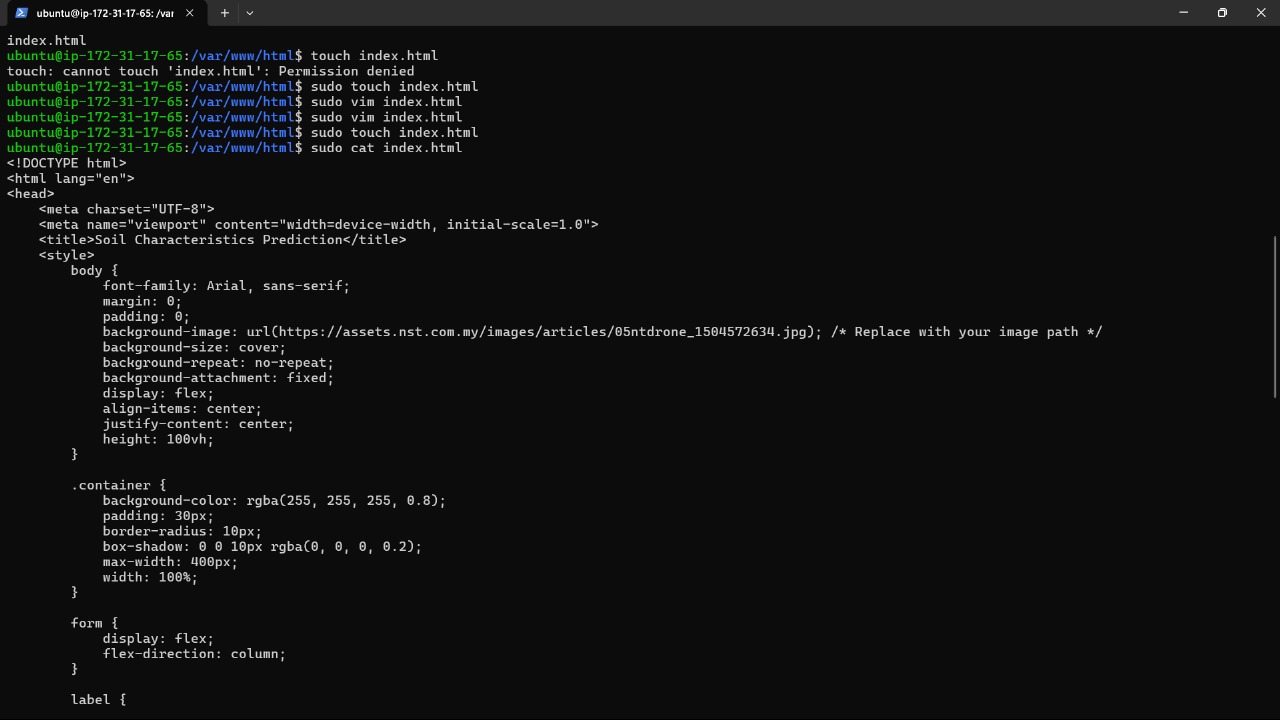 ubuntu@ip-172-31-17-65: /var
index.html
ubuntu@ip-172-31-17-65:/var/www/html$ touch index.html
touch: cannot touch 'index.html': Permission denied
ubuntu@ip-172-31-17-65:/var/www/html$ sudo touch index.html
ubuntu@ip-172-31-17-65:/var/www/html$ sudo vim index.html
ubuntu@ip-172-31-17-65:/var/www/html$ sudo vim index.html
ubuntu@ip-172-31-17-65:/var/www/html$ sudo touch index.html
ubuntu@ip-172-31-17-65:/var/www/html$ sudo cat index.html
<!DOCTYPE html>
<html lang="en">
<head>
    <meta charset="UTF-8">
    <meta name="viewport" content="width=device-width, initial-scale=1.0">
    <title>Soil Characteristics Prediction</title>
    <style>
        body {
            font-family: Arial, sans-serif;
            margin: 0;
            padding: 0;
            background-image: url(https://assets.nst.com.my/images/articles/05ntdrone_1504572634.jpg); /* Replace with your image path */
            background-size: cover;
            background-repeat: no-repeat;
            background-attachment: fixed;
            display: flex;
            align-items: center;
            justify-content: center;
            height: 100vh;
        }
        .container {
            background-color: rgba(255, 255, 255, 0.8);
            padding: 30px;
            border-radius: 10px;
            box-shadow: 0 0 10px rgba(0, 0, 0, 0.2);
            max-width: 400px;
            width: 100%;
        }
        form {
            display: flex;
            flex-direction: column;
        }
        label {